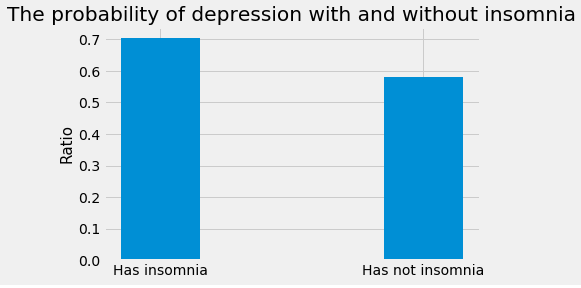 The probability of depression with and without insomnia
0.7
0.6
0.5
0.4
0.3
0.2
0.1
0.0
Ratio
Has insomnia
Has not insomnia